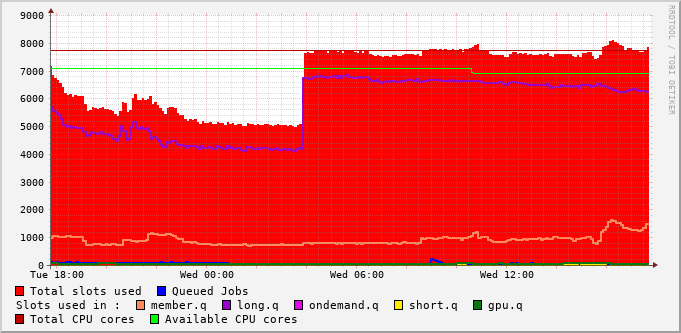 RRDTOOL / TOBI OETIKER
9000
8000
7000
6000
5000
4000
3000
2000
1000
0
Tue 18:00 Wed 00:00 Wed 06:00 Wed 12:00
Total slots used Queued Jobs
Slots used in : member.q long.q ondemand.q short.q gpu.q
Total CPU cores Available CPU cores